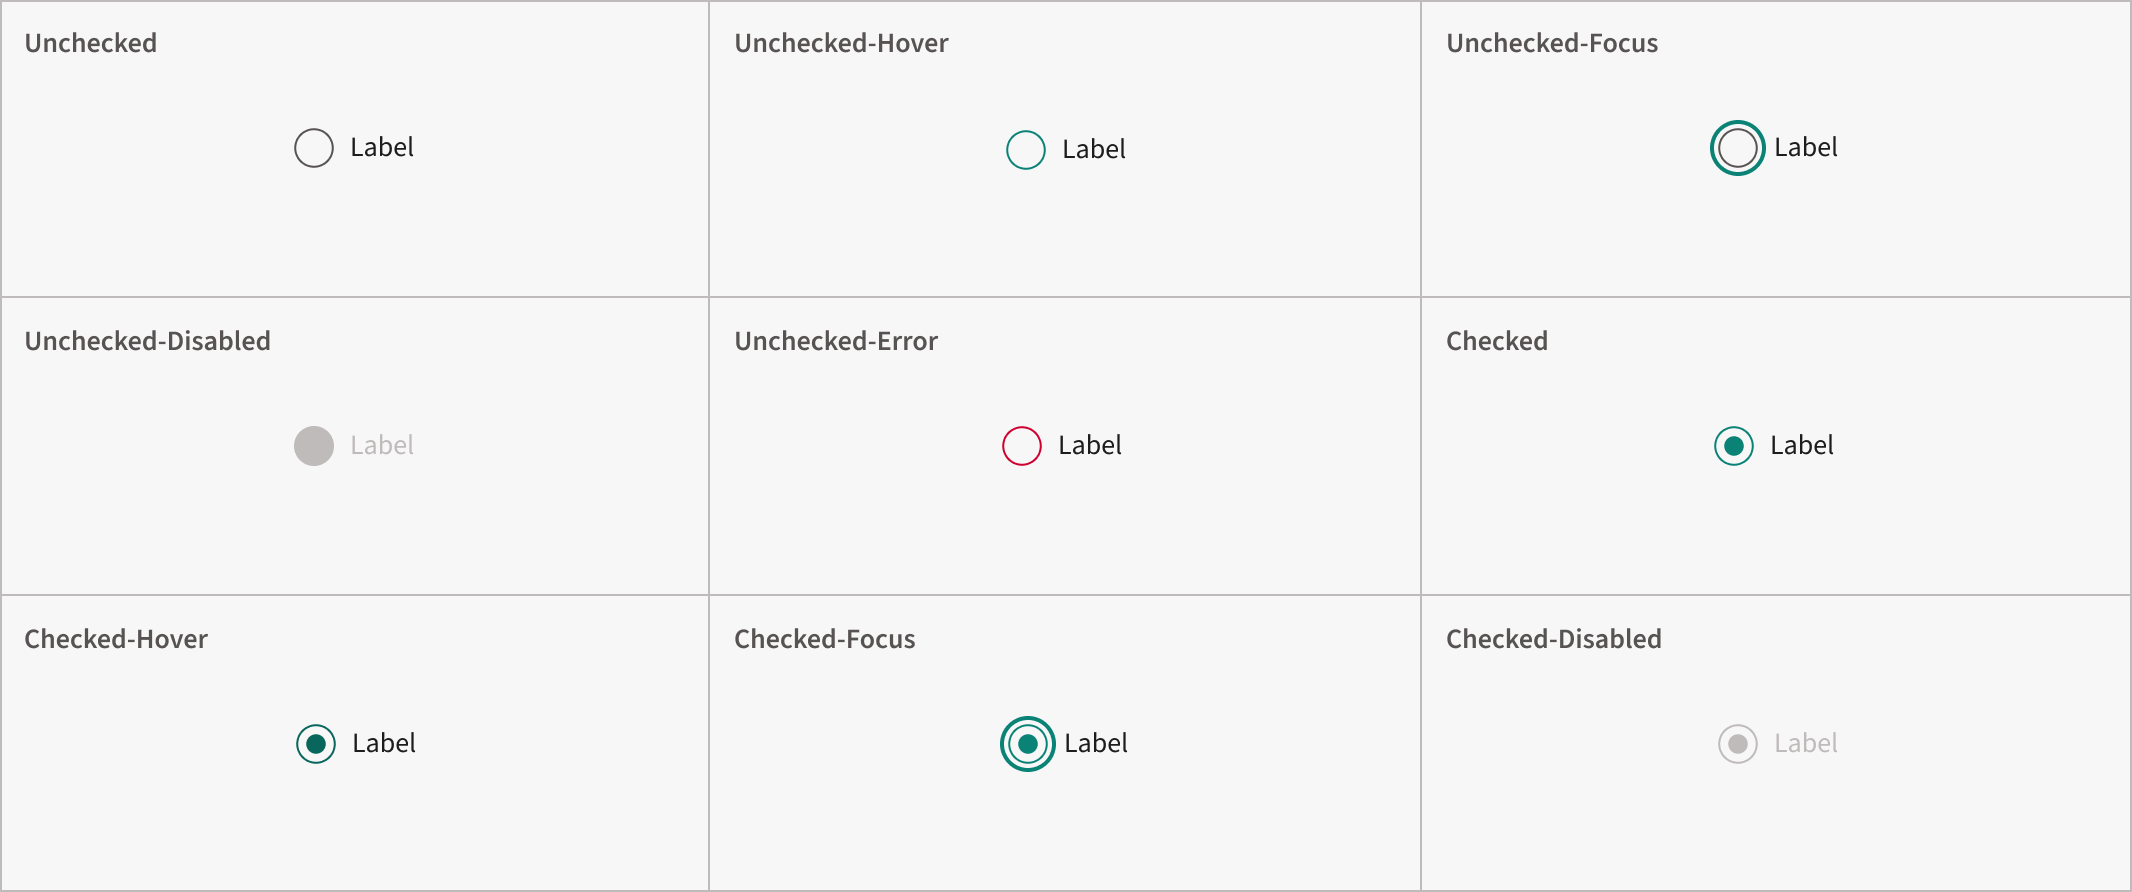 Unchecked
Label
Unchecked-Hover
Label
Unchecked-Focus
Label
Unchecked-Disabled
Label
Unchecked-Error
Label
Checked
Label
Checked-Hover
Label
Checked-Focus
Label
Checked-Disabled
Label